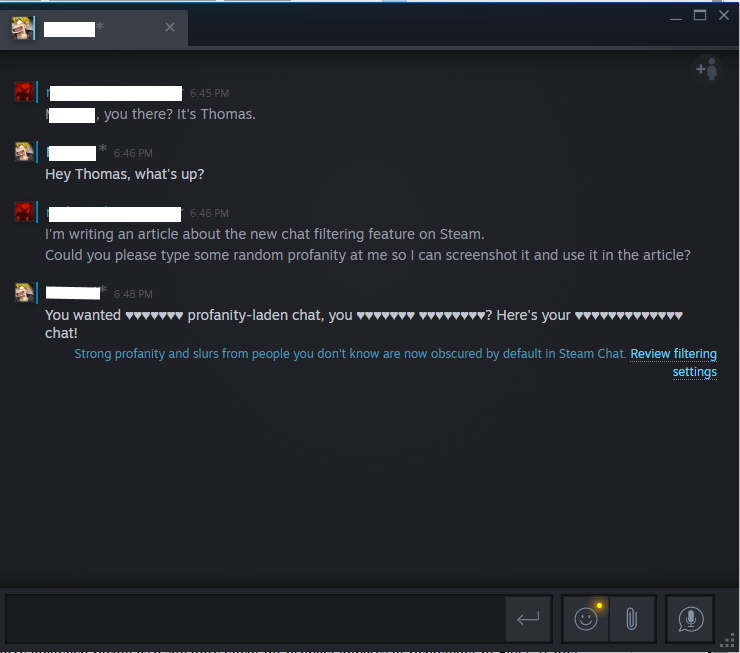 *
6:45 PM
, you there? It's Thomas.
* 6:46 PM
Hey Thomas, what's up?
6:46 PM
I'm writing an article about the new chat filtering feature on Steam.
Could you please type some random profanity at me so I can screenshot it and use it in the article?
* 6:48 PM
You wanted ♥♥♥♥♥♥♥ profanity-laden chat, you ♥♥♥♥♥♥♥ ♥♥♥♥♥♥♥♥? Here's your ♥♥♥♥♥♥♥♥♥♥♥♥♥
chat!
Strong profanity and slurs from people you don't know are now obscured by default in Steam Chat. Review filtering
settings